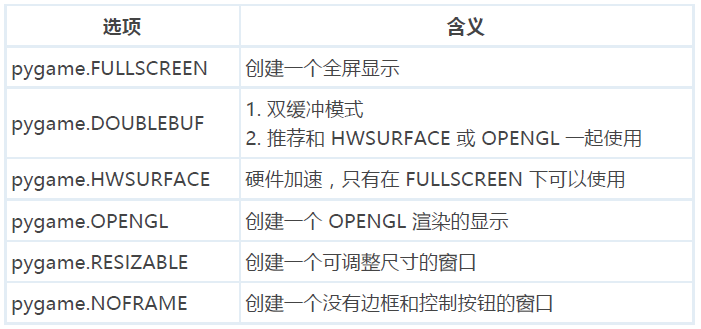 选项 含义
pygame.FULLSCREEN 创建一个全屏显示
pygame.DOUBLEBUF 1. 双缓冲模式
2. 推荐和 HWSURFACE 或 OPENGL 一起使用
pygame.HWSURFACE 硬件加速，只有在 FULLSCREEN 下可以使用
pygame.OPENGL 创建一个 OPENGL 渲染的显示
pygame.RESIZABLE 创建一个可调整尺寸的窗口
pygame.NOFRAME 创建一个没有边框和控制按钮的窗口